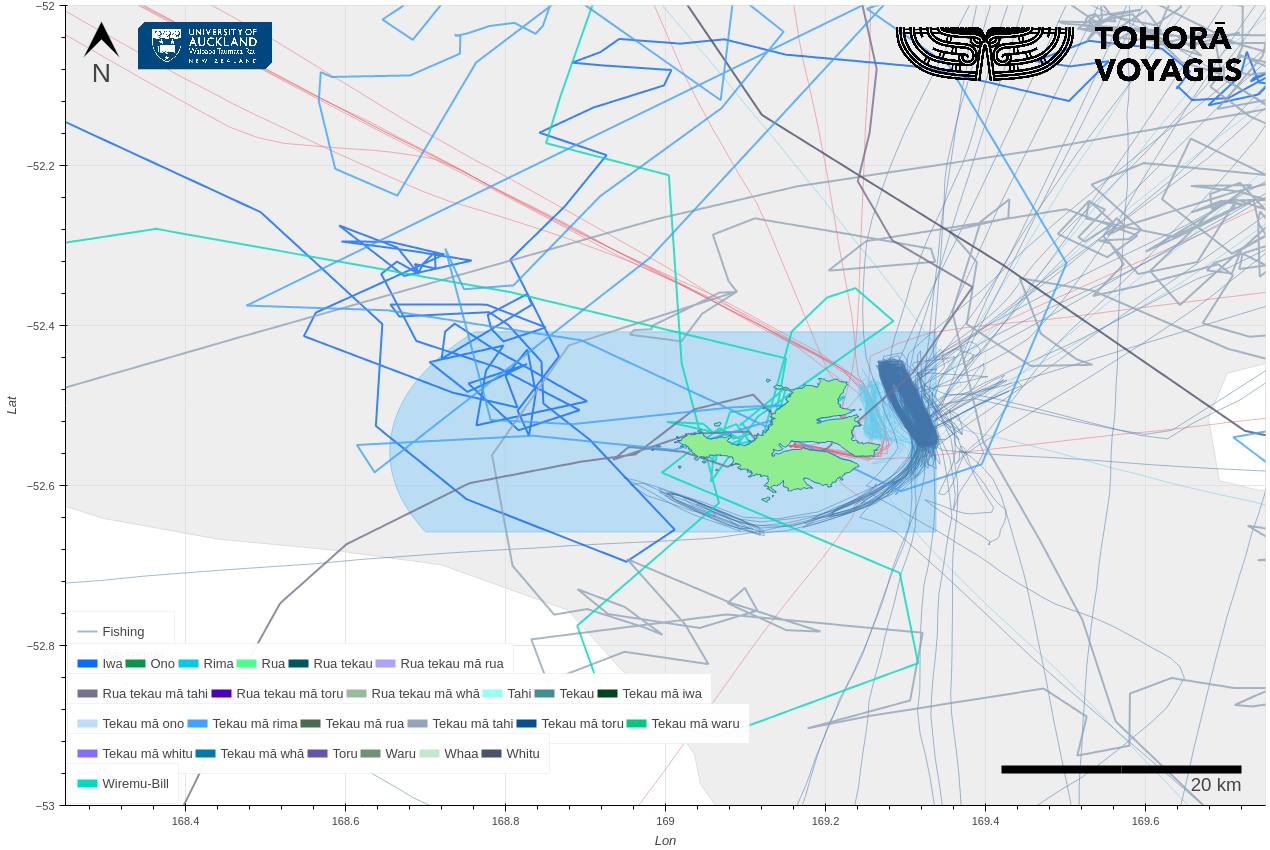 −52
UNIVERSITY OF
AUCKLAND
Waipapa Taumata Rau
NEW ZEALAND
N
TOHORĀ
VOYAGES
−52.2
−52.4
Lat
−52.6
−52.8
−53
Fishing
Iwa Ono Rima Rua Rua tekau Rua tekau mā rua
Rua tekau mā tahi Rua tekau mā toru Rua tekau mā whā Tahi Tekau Tekau mā iwa
Tekau mā ono Tekau mā rima Tekau mā rua Tekau mā tahi Tekau mā toru Tekau mā waru
Tekau mā whitu Tekau mā whā Toru Waru Whaa Whitu
Wiremu-Bill
20 km
168.4 168.6 168.8 169 169.2 169.4 169.6
Lon